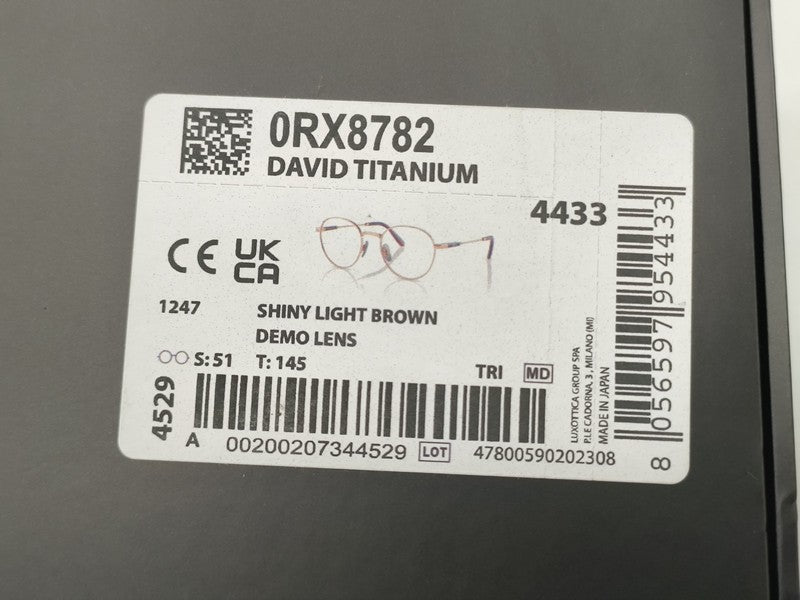 0RX8782
DAVID TITANIUM
4433
CE UK
CA
1247 SHINY LIGHT BROWN
DEMO LENS
S: 51 T: 145 TRI MD
4529
A 00200207344529 LOT 47800590202308
LUXOTTICA GROUP SPA
P.LE CADORNA, 3 , MILANO (MI)
MADE IN JAPAN
8 056597 954433